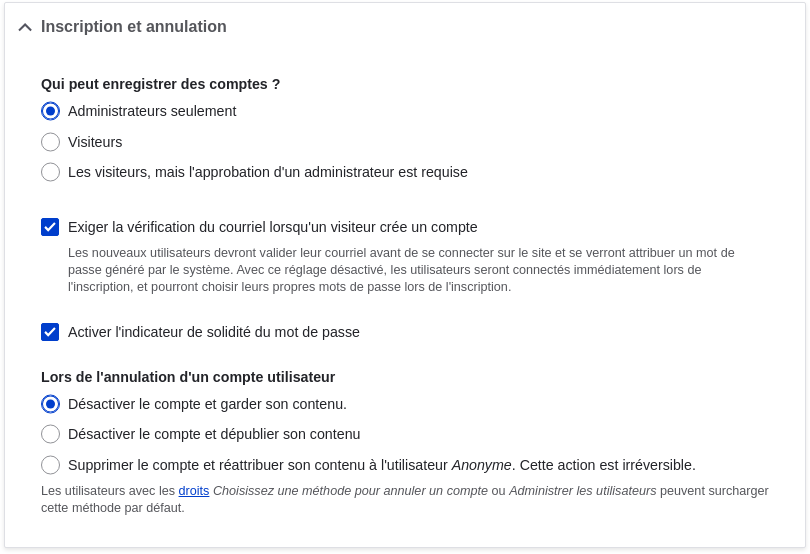 Inscription et annulation
Qui peut enregistrer des comptes ?
Administrateurs seulement
Visiteurs
Les visiteurs, mais l'approbation d'un administrateur est requise
Exiger la vérification du courriel lorsqu'un visiteur crée un compte
Les nouveaux utilisateurs devront valider leur courriel avant de se connecter sur le site et se verront attribuer un mot de
passe généré par le système. Avec ce réglage désactivé, les utilisateurs seront connectés immédiatement lors de
l'inscription, et pourront choisir leurs propres mots de passe lors de l'inscription.
Activer l'indicateur de solidité du mot de passe
Lors de l'annulation d'un compte utilisateur
Désactiver le compte et garder son contenu.
Désactiver le compte et dépublier son contenu
Supprimer le compte et réattribuer son contenu à l'utilisateur Anonyme. Cette action est irréversible.
Les utilisateurs avec les droits Choisissez une méthode pour annuler un compte ou Administrer les utilisateurs peuvent surcharger
cette méthode par défaut.